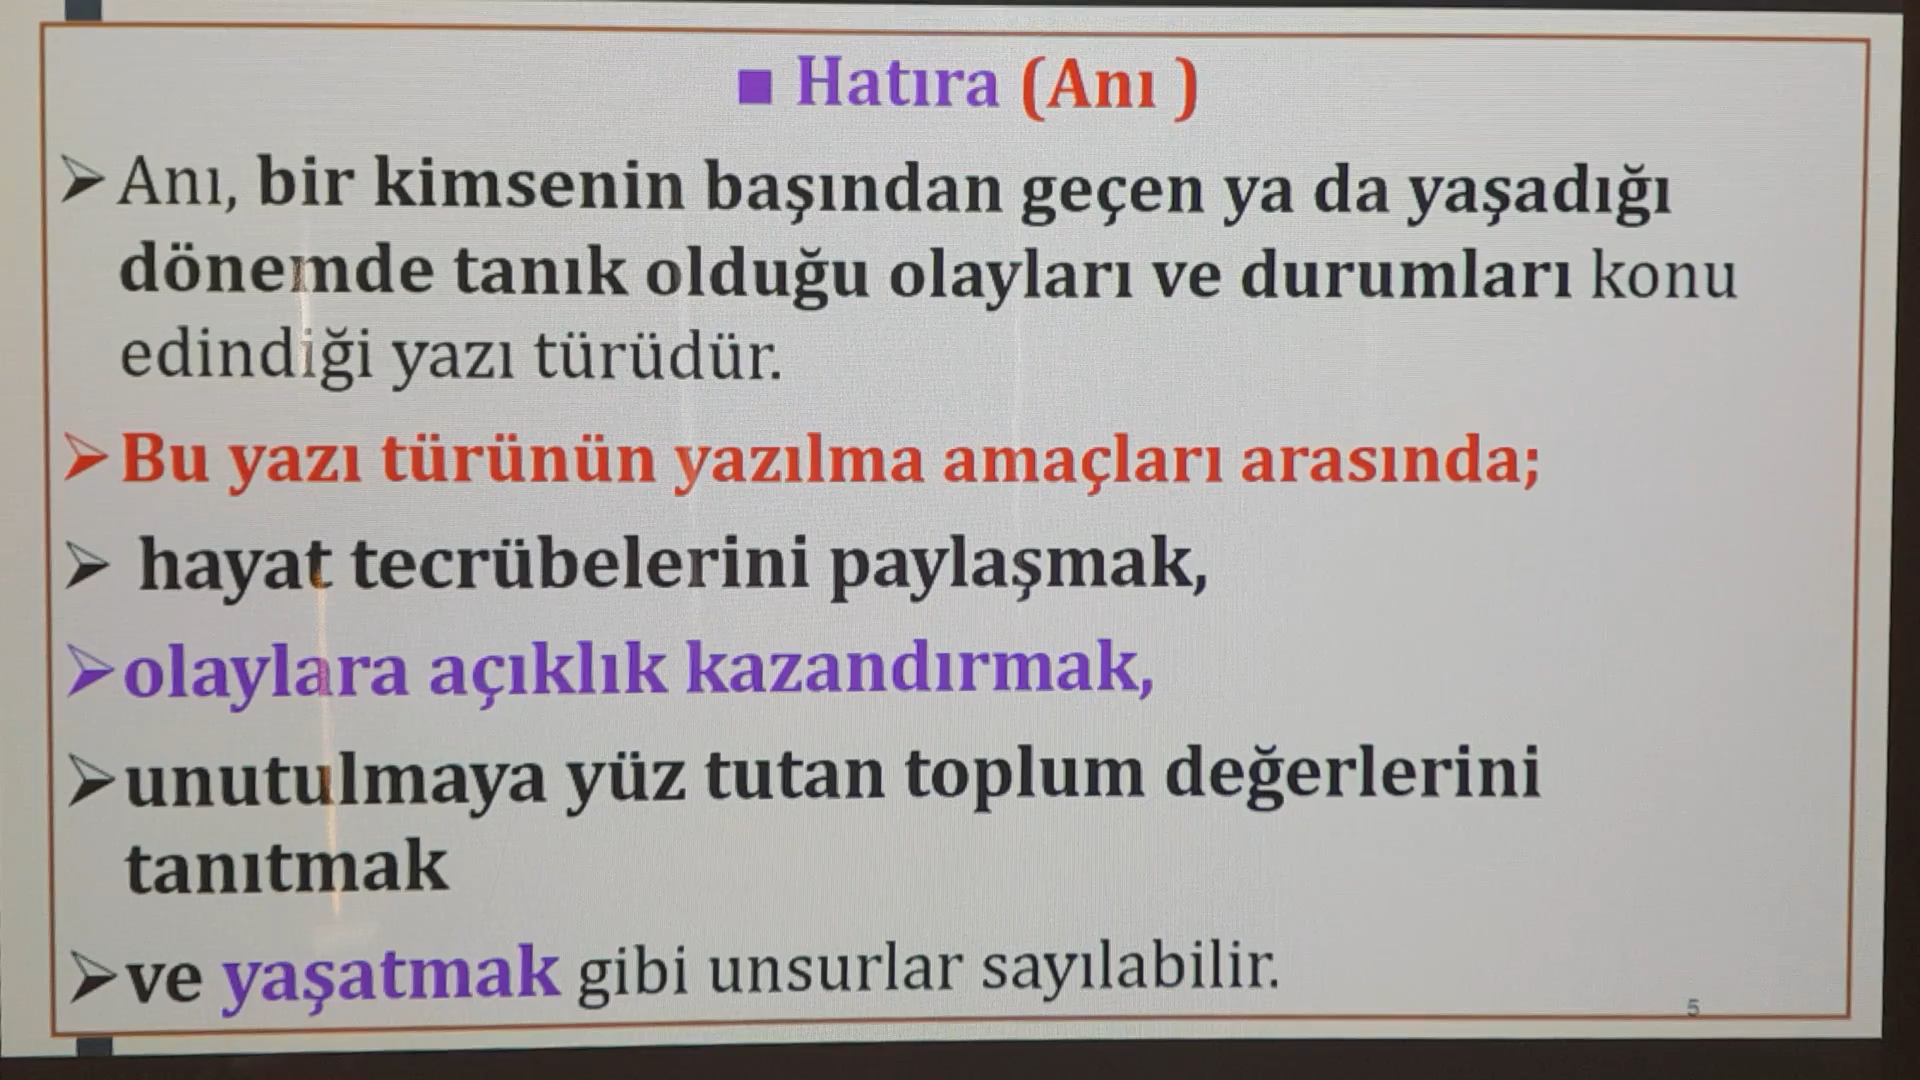 ▪ Hatıra (Anı )
➢ Anı, bir kimsenin başından geçen ya da yaşadığı
dönemde tanık olduğu olayları ve durumları konu
edindiği yazı türüdür.
➢ Bu yazı türünün yazılma amaçları arasında;
➢ hayat tecrübelerini paylaşmak,
➢ olaylara açıklık kazandırmak,
➢ unutulmaya yüz tutan toplum değerlerini
tanıtmak
➢ ve yaşatmak gibi unsurlar sayılabilir.
5